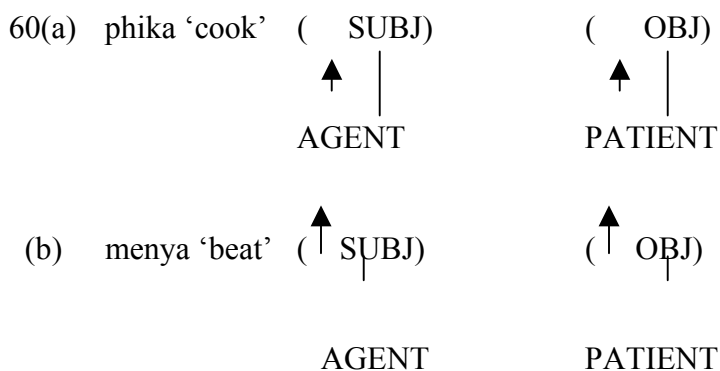 60(a) phika ‘cook’ ( SUBJ) ( OBJ)
AGENT PATIENT
(b) menya ‘beat’ ( SUBJ) ( OBJ)
AGENT PATIENT